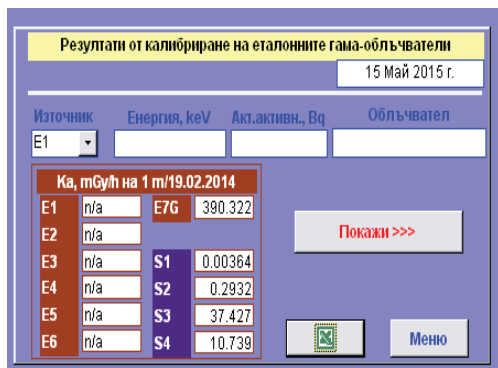 Резултати от калибриране на еталонните гама-облъчватели
15 Май 2015 г.
Източник Енергия, keV Акт.активн., Bq Облъчвател
E1
Ka, mGy/h на 1 m/19.02.2014
E1 n/a E7G 390.322
E2 n/a
E3 n/a S1 0.00364
E4 n/a S2 0.2932
E5 n/a S3 37.427
E6 n/a S4 10.739
Покажи >>>
Меню